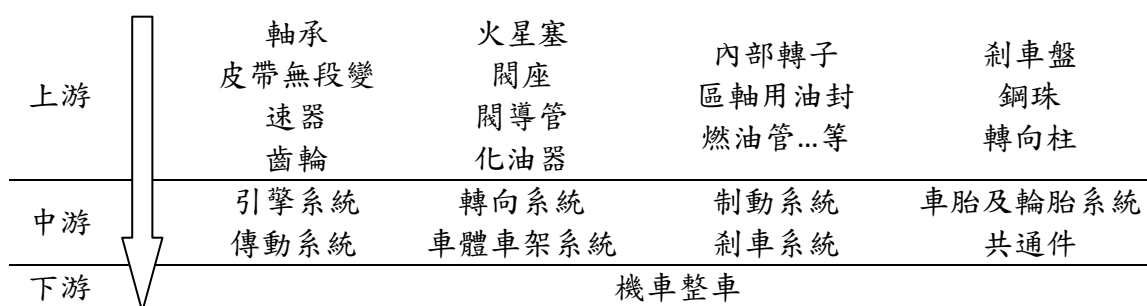 上游
軸承
皮帶無段變
速器
齒輪
火星塞
閥座
閥導管
化油器
內部轉子
區軸用油封
燃油管...等
剎車盤
鋼珠
轉向柱
中游
引擎系統 轉向系統 制動系統 車胎及輪胎系統
傳動系統 車體車架系統 剎車系統 共通件
下游
機車整車